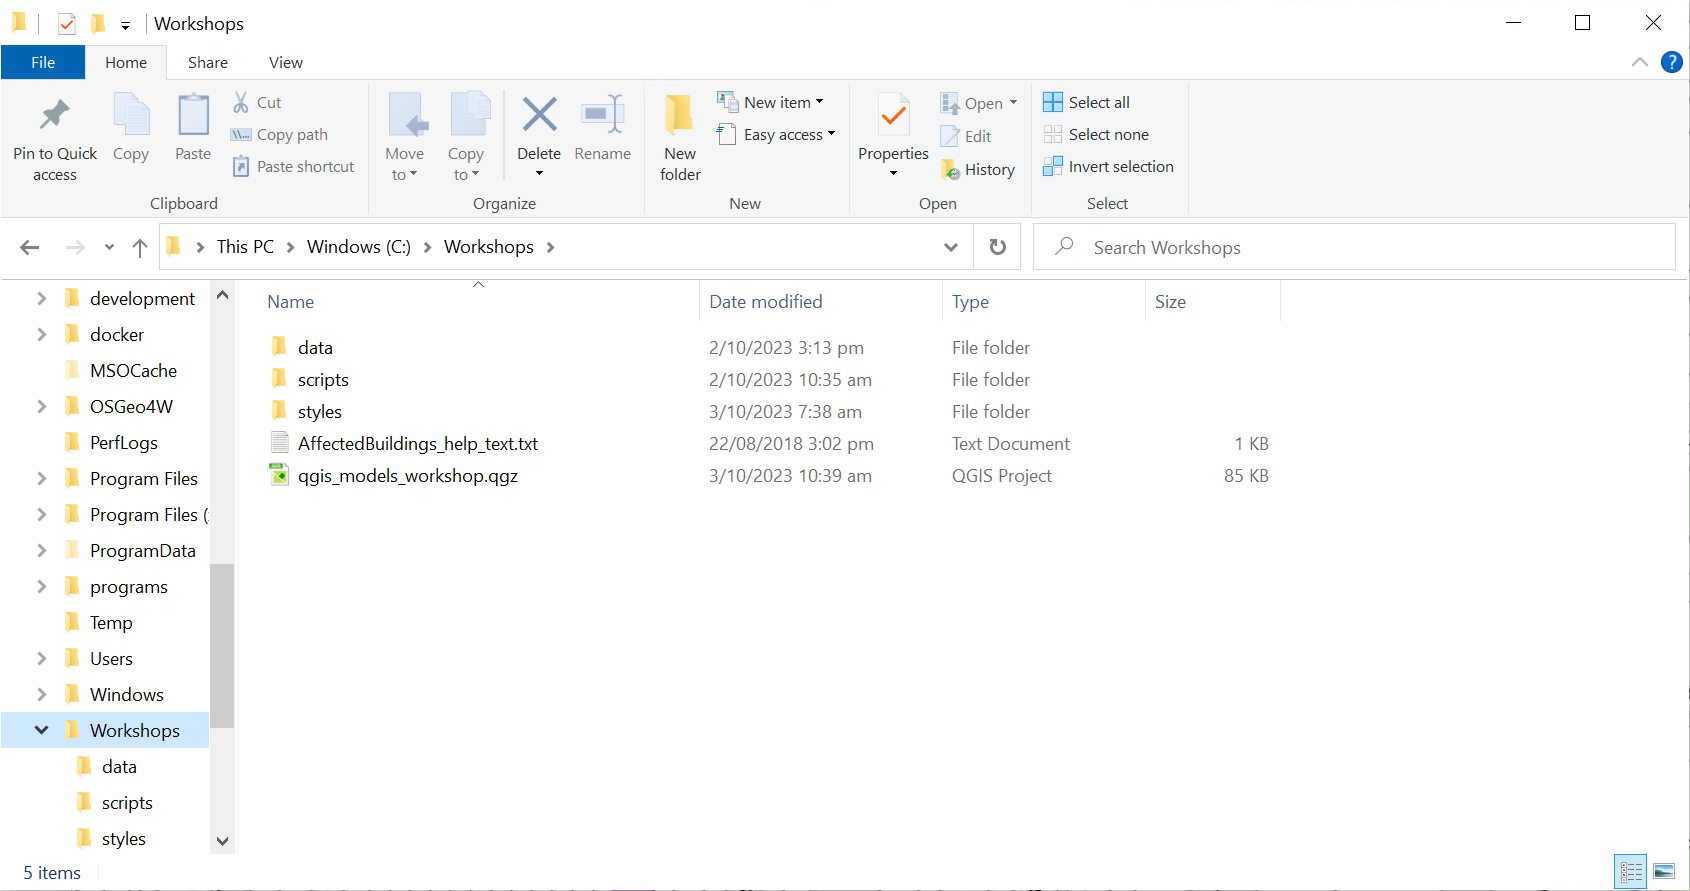 Workshops
File Home Share View
Pin to Quick access
Copy
Paste
Cut
Copy path
Paste shortcut
Clipboard
Move to
Copy to
Delete
Rename
Organize
New folder
New item
Easy access
New
Properties
Open
Edit
History
Open
Select all
Select none
Invert selection
Select
This PC Windows (C:) Workshops
Search Workshops
development
docker
MSOCache
OSGeo4W
PerfLogs
Program Files
Program Files (
ProgramData
programs
Temp
Users
Windows
Workshops
data
scripts
styles
Name Date modified Type Size
data 2/10/2023 3:13 pm File folder
scripts 2/10/2023 10:35 am File folder
styles 3/10/2023 7:38 am File folder
AffectedBuildings_help_text.txt 22/08/2018 3:02 pm Text Document 1 KB
qgis_models_workshop.qgz 3/10/2023 10:39 am QGIS Project 85 KB
5 items